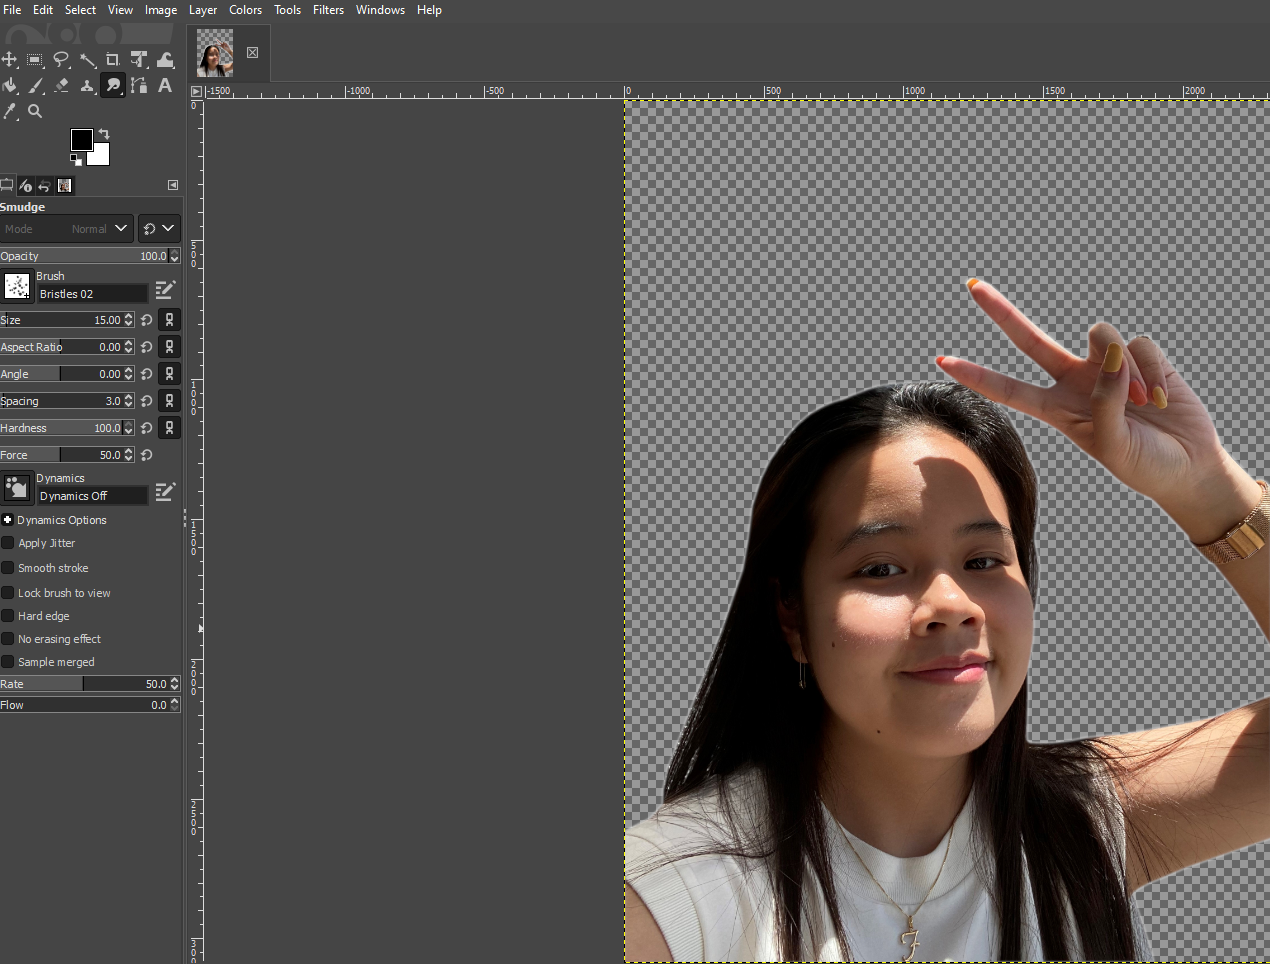 File Edit Select View Image Layer Colors Tools Filters Windows Help
-1500 -1000 -500 0 500 1000 1500 2000
0
500
1000
1500
2000
2500
30
Smudge
Mode Normal
Opacity 100.0
Brush
Bristles 02
Size 15.00
Aspect Ratio 0.00
Angle 0.00
Spacing 3.0
Hardness 100.0
Force 50.0
Dynamics
Dynamics Off
Dynamics Options
Apply Jitter
Smooth stroke
Lock brush to view
Hard edge
No erasing effect
Sample merged
Rate 50.0
Flow 0.0